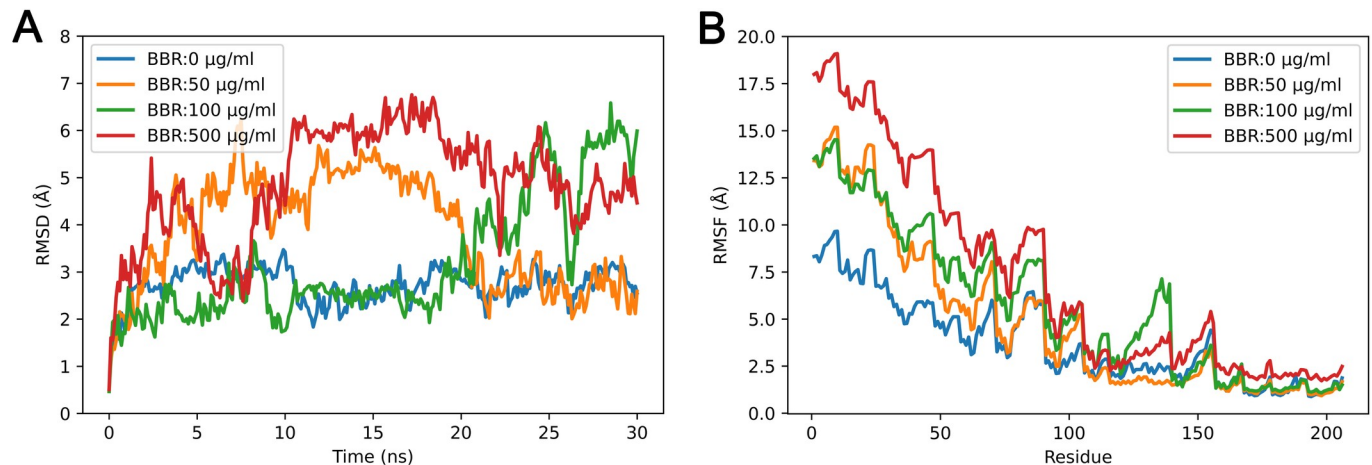 A
8
7
6
5
4
3
2
1
0
RMSD (Å)
BBR:0 μg/ml
BBR:50 μg/ml
BBR:100 μg/ml
BBR:500 μg/ml
0 5 10 15 20 25 30
Time (ns)
B
20.0
17.5
15.0
12.5
10.0
7.5
5.0
2.5
0.0
RMSF (Å)
BBR:0 μg/ml
BBR:50 μg/ml
BBR:100 μg/ml
BBR:500 μg/ml
0 50 100 150 200
Residue